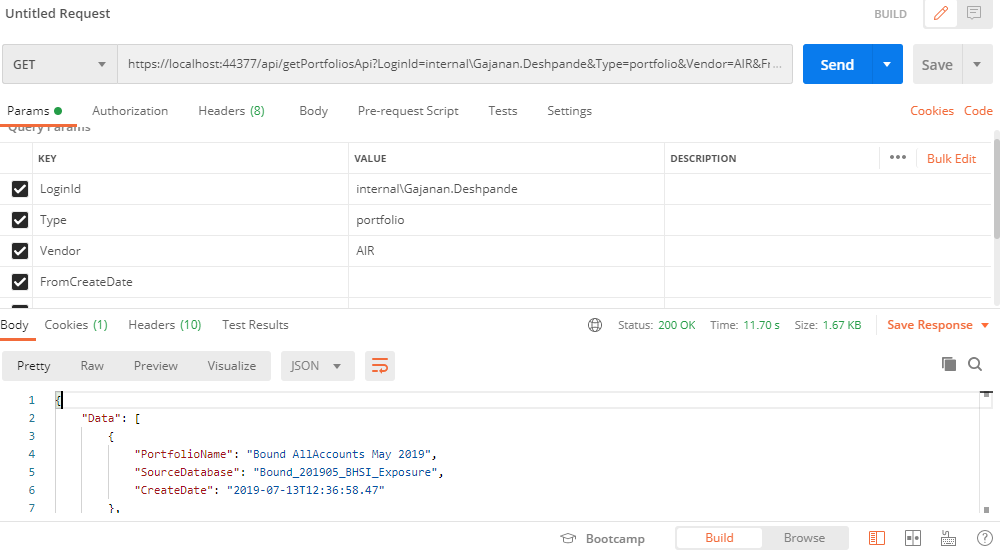 Untitled Request
BUILD
GET
https://localhost:44377/api/getPortfoliosApi?LoginId=internal\Gajanan.Deshpande&Type=portfolio&Vendor=AIR&Fr...
Send
Save
Params
Authorization
Headers (8)
Body
Pre-request Script
Tests
Settings
Cookies
Code
Query Params
KEY
VALUE
DESCRIPTION
Bulk Edit
LoginId internal\Gajanan.Deshpande
Type portfolio
Vendor AIR
FromCreateDate
Body
Cookies (1)
Headers (10)
Test Results
Status: 200 OK
Time: 11.70 s
Size: 1.67 KB
Save Response
Pretty
Raw
Preview
Visualize
JSON
1 {
2 "Data": [
3 {
4 "PortfolioName": "Bound AllAccounts May 2019",
5 "SourceDatabase": "Bound_201905_BHSI_Exposure",
6 "CreateDate": "2019-07-13T12:36:58.47"
7 },
Bootcamp
Build
Browse